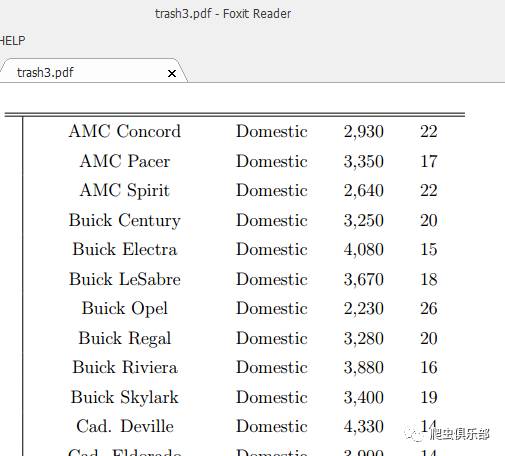 trash3.pdf - Foxit Reader
HELP
trash3.pdf ×
AMC Concord Domestic 2,930 22
AMC Pacer Domestic 3,350 17
AMC Spirit Domestic 2,640 22
Buick Century Domestic 3,250 20
Buick Electra Domestic 4,080 15
Buick LeSabre Domestic 3,670 18
Buick Opel Domestic 2,230 26
Buick Regal Domestic 3,280 20
Buick Riviera Domestic 3,880 16
Buick Skylark Domestic 3,400 19
Cad. Deville Domestic 4,330 14
爬虫俱乐部
Cad. Eldorado Domestic 3,900 14